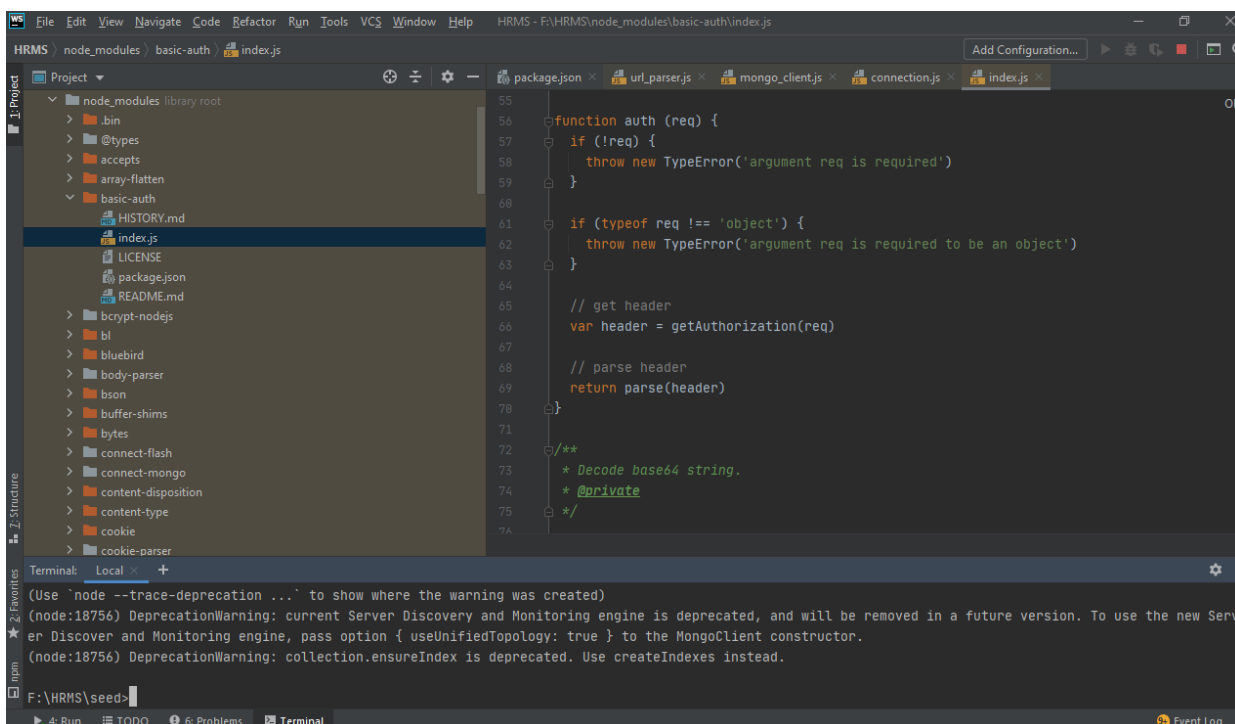 WS File Edit View Navigate Code Refactor Run Tools VCS Window Help HRMS - F:\HRMS\node_modules\basic-auth\index.js
HRMS node_modules basic-auth index.js Add Configuration...
1: Project
Project
package.json url_parser.js mongo_client.js connection.js index.js
node_modules library root
.bin
@types
accepts
array-flatten
basic-auth
HISTORY.md
index.js
LICENSE
package.json
README.md
bcrypt-nodejs
bl
bluebird
body-parser
bson
buffer-shims
bytes
connect-flash
connect-mongo
content-disposition
content-type
cookie
cookie-parser
55
56 function auth (req) {
57 if (!req) {
58 throw new TypeError('argument req is required')
59 }
60
61 if (typeof req !== 'object') {
62 throw new TypeError('argument req is required to be an object')
63 }
64
65 // get header
66 var header = getAuthorization(req)
67
68 // parse header
69 return parse(header)
70 }
71
72 /**
73 * Decode base64 string.
74 * @private
75 */
76
7: Structure
2: Favorites
npm
Terminal: Local +
(Use `node --trace-deprecation ...` to show where the warning was created)
(node:18756) DeprecationWarning: current Server Discovery and Monitoring engine is deprecated, and will be removed in a future version. To use the new Serv
er Discover and Monitoring engine, pass option { useUnifiedTopology: true } to the MongoClient constructor.
(node:18756) DeprecationWarning: collection.ensureIndex is deprecated. Use createIndexes instead.
F:\HRMS\seed>
4: Run TODO 6: Problems Terminal Event Log